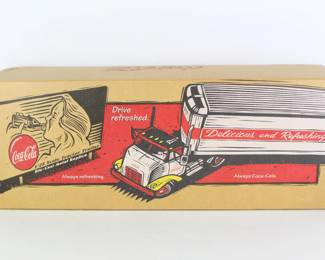 Drive
refreshed.
Coca-Cola
Delicious and Refreshing
Always refreshing.
Always Coca-Cola.